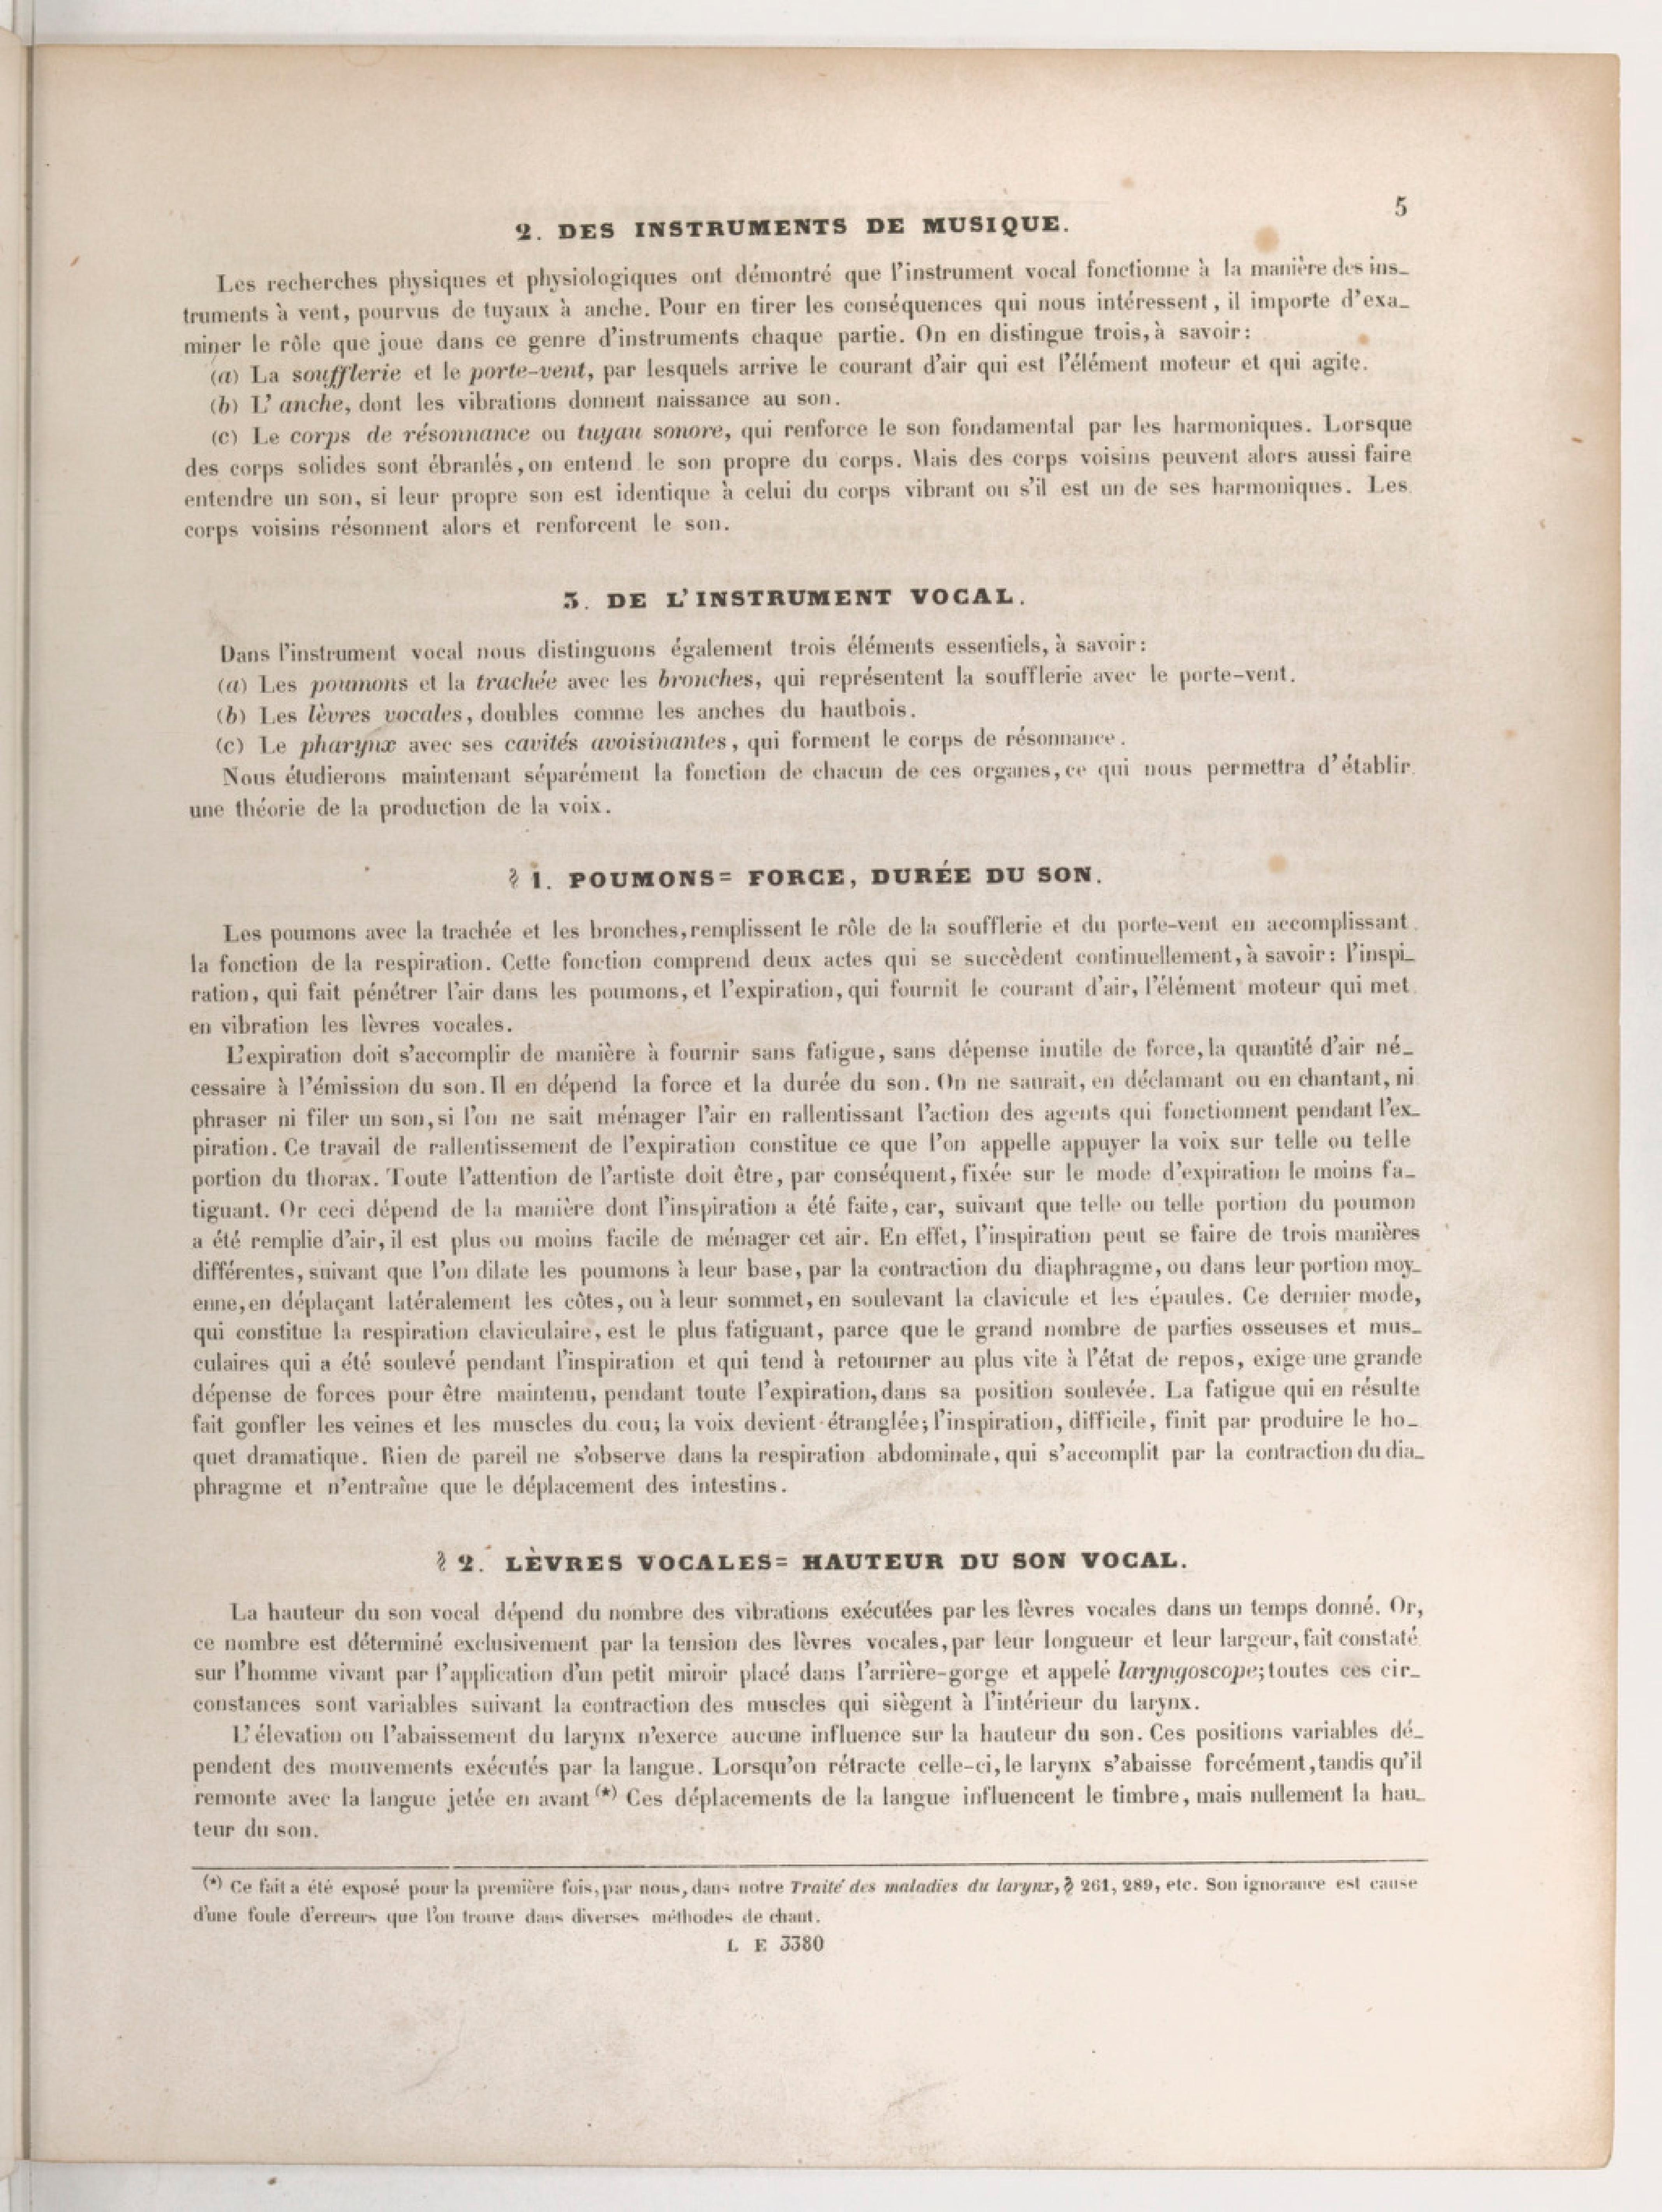 5
2. DES INSTRUMENTS DE MUSIQUE.
Les recherches physiques et physiologiques ont démontré que l'instrument vocal fonctionne à la manière des ins_
truments à vent, pourvus de tuyaux à anche. Pour en tirer les conséquences qui nous intéressent, il importe d'exa_
miner le rôle que joue dans ce genre d'instruments chaque partie. On en distingue trois, à savoir:
(a) La soufflerie et le porte-vent, par lesquels arrive le courant d'air qui est l'élément moteur et qui agite.
(b) L'anche, dont les vibrations donnent naissance au son.
(c) Le corps de résonnance ou tuyau sonore, qui renforce le son fondamental par les harmoniques. Lorsque
des corps solides sont ébranlés, on entend le son propre du corps. Mais des corps voisins peuvent alors aussi faire
entendre un son, si leur propre son est identique à celui du corps vibrant ou s'il est un de ses harmoniques. Les
corps voisins résonnent alors et renforcent le son.
3. DE L'INSTRUMENT VOCAL.
Dans l'instrument vocal nous distinguons également trois éléments essentiels, à savoir:
(a) Les poumons et la trachée avec les bronches, qui représentent la soufflerie avec le porte-vent.
(b) Les lèvres vocales, doubles comme les anches du hautbois.
(c) Le pharynx avec ses cavités avoisinantes, qui forment le corps de résonnance.
Nous étudierons maintenant séparément la fonction de chacun de ces organes, ce qui nous permettra d'établir
une théorie de la production de la voix.
§ 1. POUMONS= FORCE, DURÉE DU SON.
Les poumons avec la trachée et les bronches, remplissent le rôle de la soufflerie et du porte-vent en accomplissant
la fonction de la respiration. Cette fonction comprend deux actes qui se succèdent continuellement, à savoir: l'inspi_
ration, qui fait pénétrer l'air dans les poumons, et l'expiration, qui fournit le courant d'air, l'élément moteur qui met
en vibration les lèvres vocales.
L'expiration doit s'accomplir de manière à fournir sans fatigue, sans dépense inutile de force, la quantité d'air né_
cessaire à l'émission du son. Il en dépend la force et la durée du son. On ne saurait, en déclamant ou en chantant, ni
phraser ni filer un son, si l'on ne sait ménager l'air en rallentissant l'action des agents qui fonctionnent pendant l'ex_
piration. Ce travail de rallentissement de l'expiration constitue ce que l'on appelle appuyer la voix sur telle ou telle
portion du thorax. Toute l'attention de l'artiste doit être, par conséquent, fixée sur le mode d'expiration le moins fa_
tiguant. Or ceci dépend de la manière dont l'inspiration a été faite, car, suivant que telle ou telle portion du poumon
a été remplie d'air, il est plus ou moins facile de ménager cet air. En effet, l'inspiration peut se faire de trois manières
différentes, suivant que l'on dilate les poumons à leur base, par la contraction du diaphragme, ou dans leur portion moy_
enne, en déplaçant latéralement les côtes, ou à leur sommet, en soulevant la clavicule et les épaules. Ce dernier mode,
qui constitue la respiration claviculaire, est le plus fatiguant, parce que le grand nombre de parties osseuses et mus_
culaires qui a été soulevé pendant l'inspiration et qui tend à retourner au plus vite à l'état de repos, exige une grande
dépense de forces pour être maintenu, pendant toute l'expiration, dans sa position soulevée. La fatigue qui en résulte
fait gonfler les veines et les muscles du cou; la voix devient étranglée; l'inspiration, difficile, finit par produire le ho_
quet dramatique. Rien de pareil ne s'observe dans la respiration abdominale, qui s'accomplit par la contraction du dia_
phragme et n'entraîne que le déplacement des intestins.
§ 2. LÈVRES VOCALES= HAUTEUR DU SON VOCAL.
La hauteur du son vocal dépend du nombre des vibrations exécutées par les lèvres vocales dans un temps donné. Or,
ce nombre est déterminé exclusivement par la tension des lèvres vocales, par leur longueur et leur largeur, fait constaté
sur l'homme vivant par l'application d'un petit miroir placé dans l'arrière-gorge et appelé laryngoscope; toutes ces cir_
constances sont variables suivant la contraction des muscles qui siègent à l'intérieur du larynx.
L'élevation ou l'abaissement du larynx n'exerce aucune influence sur la hauteur du son. Ces positions variables dé_
pendent des mouvements exécutés par la langue. Lorsqu'on rétracte celle-ci, le larynx s'abaisse forcément, tandis qu'il
remonte avec la langue jetée en avant (*) Ces déplacements de la langue influencent le timbre, mais nullement la hau_
teur du son.
(*) Ce fait a été exposé pour la première fois, par nous, dans notre Traité des maladies du larynx, § 261, 289, etc. Son ignorance est cause
d'une foule d'erreurs que l'on trouve dans diverses méthodes de chant.
L E 3380